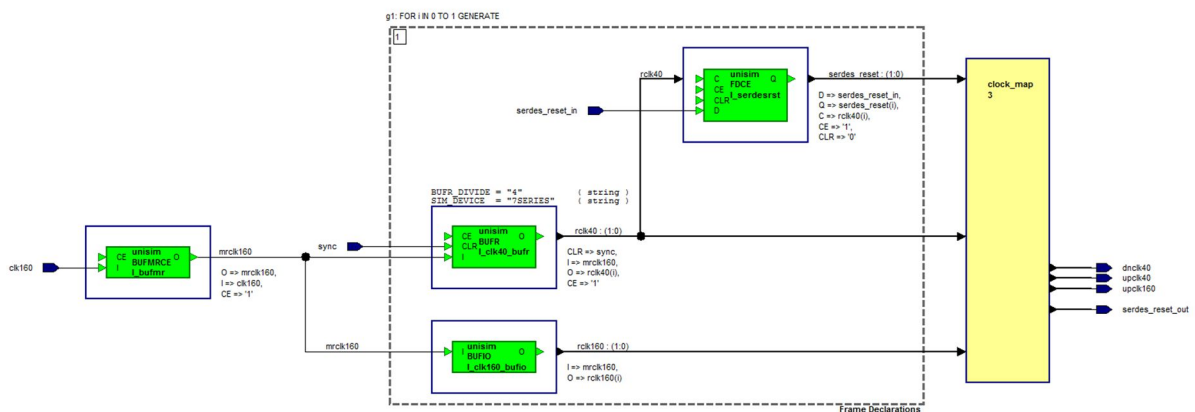 g1: FOR i IN 0 TO 1 GENERATE
1
rclk40
C unisim Q
FDCE
CE
CLR I_serdesrst
D
serdes_reset : (1:0)
D => serdes_reset_in,
Q => serdes_reset(i),
C => rclk40(i),
CE => '1',
CLR => '0'
clock_map
3
serdes_reset_in
BUFR_DIVIDE = "4" ( string )
SIM_DEVICE = "7SERIES" ( string )
CE unisim O
CLR BUFR
I I_clk40_bufr
rclk40 : (1:0)
CLR => sync,
I => mrclk160,
O => rclk40(i),
CE => '1'
sync
clk160
CE unisim O
BUFMRCE
I I_bufmr
mrclk160
O => mrclk160,
I => clk160,
CE => '1'
dnclk40
upclk40
upclk160
serdes_reset_out
mrclk160
I unisim O
BUFIO
I_clk160_bufio
rclk160 : (1:0)
I => mrclk160,
O => rclk160(i)
Frame Declarations